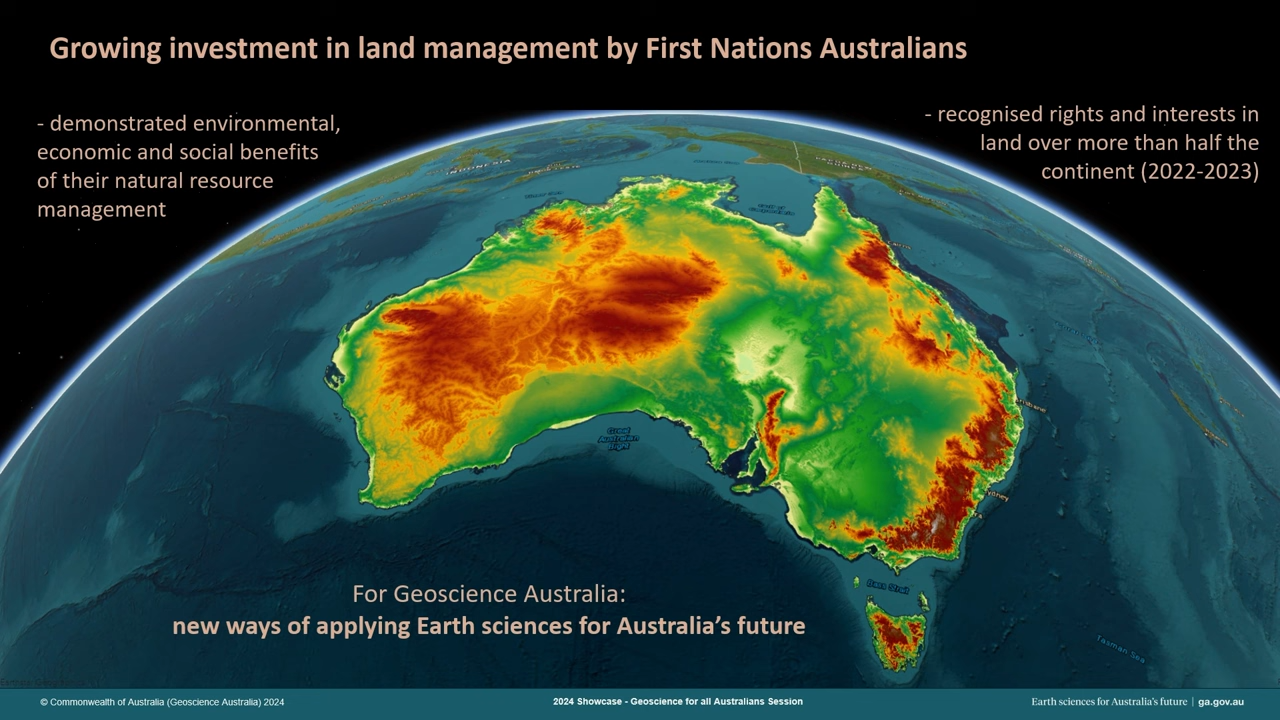 Growing investment in land management by First Nations Australians
- demonstrated environmental,
economic and social benefits
of their natural resource
management
- recognised rights and interests in
land over more than half the
continent (2022-2023)
INDONESIA
Great
Australian
Bight
Brisbane
Sydney
Bass Strait
Tasman Sea
For Geoscience Australia:
new ways of applying Earth sciences for Australia’s future
© Commonwealth of Australia (Geoscience Australia) 2024
2024 Showcase - Geoscience for all Australians Session
Earth sciences for Australia’s future | ga.gov.au